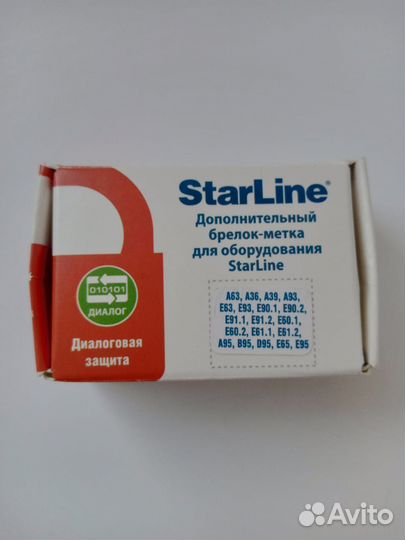 StarLine®
Дополнительный
брелок-метка
для оборудования
StarLine
A63, A36, A39, A93,
E63, E93, E90.1, E90.2,
E91.1, E91.2, E60.1,
E60.2, E61.1, E61.2,
A95, B95, D95, E65, E95
010101
ДИАЛОГ
Диалоговая
защита
Avito